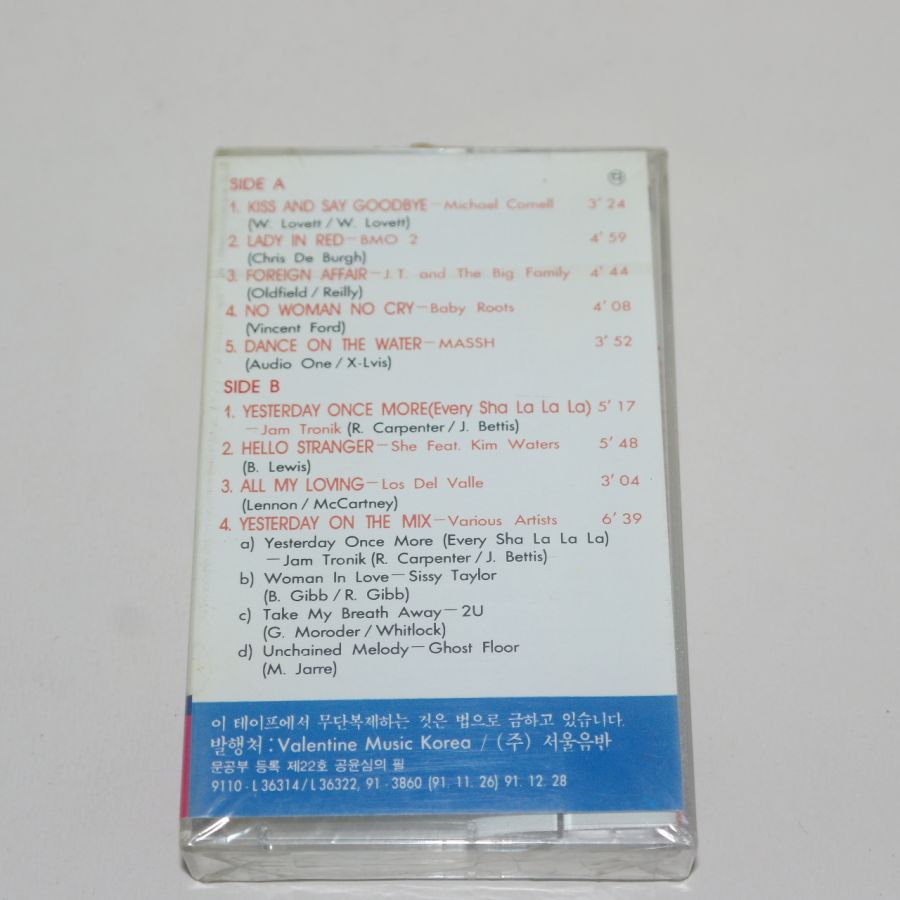 SIDE A
1. KISS AND SAY GOODBYE — Michael Cornell 3' 24
(W. Lovett / W. Lovett)
2. LADY IN RED — BMO 2 4' 59
(Chris De Burgh)
3. FOREIGN AFFAIR — J.T. and The Big Family 4' 44
(Oldfield / Reilly)
4. NO WOMAN NO CRY — Baby Roots 4' 08
(Vincent Ford)
5. DANCE ON THE WATER — MASSH 3' 52
(Audio One / X-Lvis)
SIDE B
1. YESTERDAY ONCE MORE(Every Sha La La La) 5' 17
— Jam Tronik (R. Carpenter / J. Bettis)
2. HELLO STRANGER — She Feat. Kim Waters 5' 48
(B. Lewis)
3. ALL MY LOVING — Los Del Valle 3' 04
(Lennon / McCartney)
4. YESTERDAY ON THE MIX — Various Artists 6' 39
a) Yesterday Once More (Every Sha La La La)
— Jam Tronik (R. Carpenter / J. Bettis)
b) Woman In Love — Sissy Taylor
(B. Gibb / R. Gibb)
c) Take My Breath Away — 2U
(G. Moroder / Whitlock)
d) Unchained Melody — Ghost Floor
(M. Jarre)
이 테이프에서 무단복제하는 것은 법으로 금하고 있습니다.
발행처 : Valentine Music Korea / (주) 서울음반
문공부 등록 제22호 공윤심의 필
9110 - L 36314 / L 36322, 91 - 3860 (91. 11. 26) 91. 12. 28